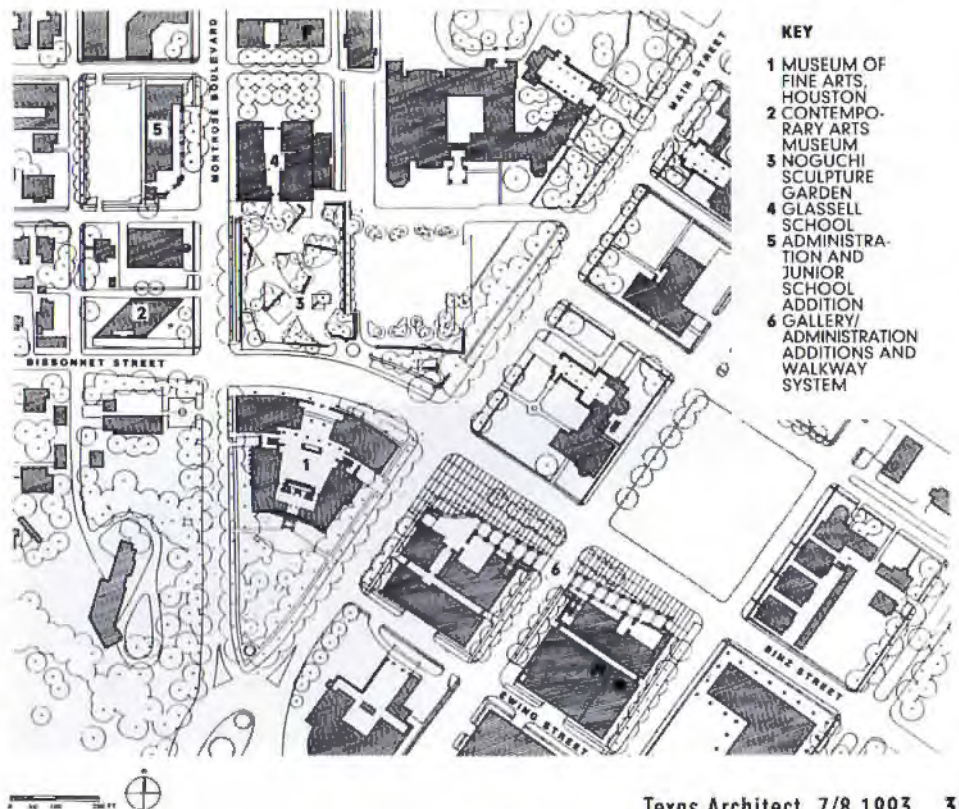 MONTROSE BOULEVARD
MAIN STREET
5
4
3
2
BISSONNET STREET
1
6
BINZ STREET
EWING STREET
KEY
1 MUSEUM OF
FINE ARTS,
HOUSTON
2 CONTEMPO-
RARY ARTS
MUSEUM
3 NOGUCHI
SCULPTURE
GARDEN
4 GLASSELL
SCHOOL
5 ADMINISTRA-
TION AND
JUNIOR
SCHOOL
ADDITION
6 GALLERY/
ADMINISTRATION
ADDITIONS AND
WALKWAY
SYSTEM
Texas Architect 7/8 1993 3